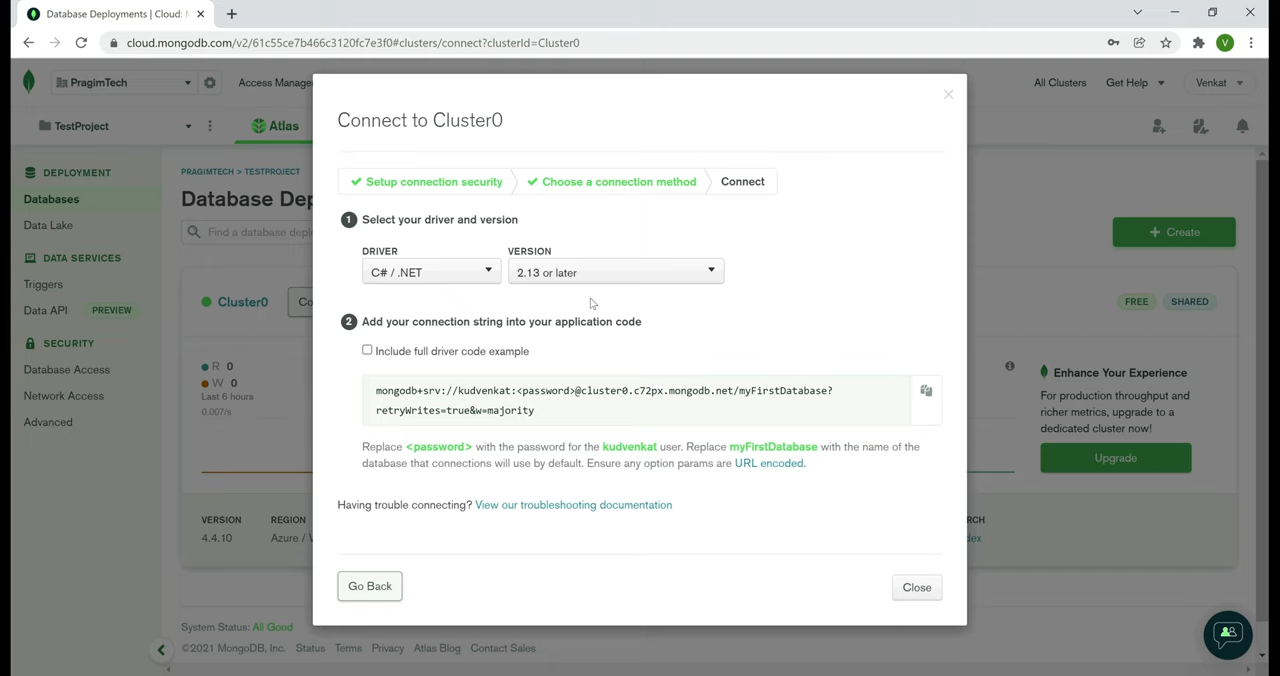 Database Deployments | Cloud:
cloud.mongodb.com/v2/61c55ce7b466c3120fc7e3f0#clusters/connect?clusterId=Cluster0
V
PragimTech
Access Manage
All Clusters
Get Help
Venkat
TestProject
Atlas
DEPLOYMENT
Databases
Data Lake
DATA SERVICES
Triggers
Data API PREVIEW
SECURITY
Database Access
Network Access
Advanced
PRAGIMTECH > TESTPROJECT
Database Dep
Find a database depl
+ Create
Cluster0
Co
FREE
SHARED
R 0
W 0
Last 6 hours
0.007/s
Enhance Your Experience
For production throughput and
richer metrics, upgrade to a
dedicated cluster now!
Upgrade
VERSION
4.4.10
REGION
Azure / V
RCH
dex
Connect to Cluster0
Setup connection security
Choose a connection method
Connect
1 Select your driver and version
DRIVER
VERSION
C# / .NET
2.13 or later
2 Add your connection string into your application code
Include full driver code example
mongodb+srv://kudvenkat:<password>@cluster0.c72px.mongodb.net/myFirstDatabase?
retryWrites=true&w=majority
Replace <password> with the password for the kudvenkat user. Replace myFirstDatabase with the name of the
database that connections will use by default. Ensure any option params are URL encoded.
Having trouble connecting? View our troubleshooting documentation
Go Back
Close
System Status: All Good
©2021 MongoDB, Inc. Status Terms Privacy Atlas Blog Contact Sales